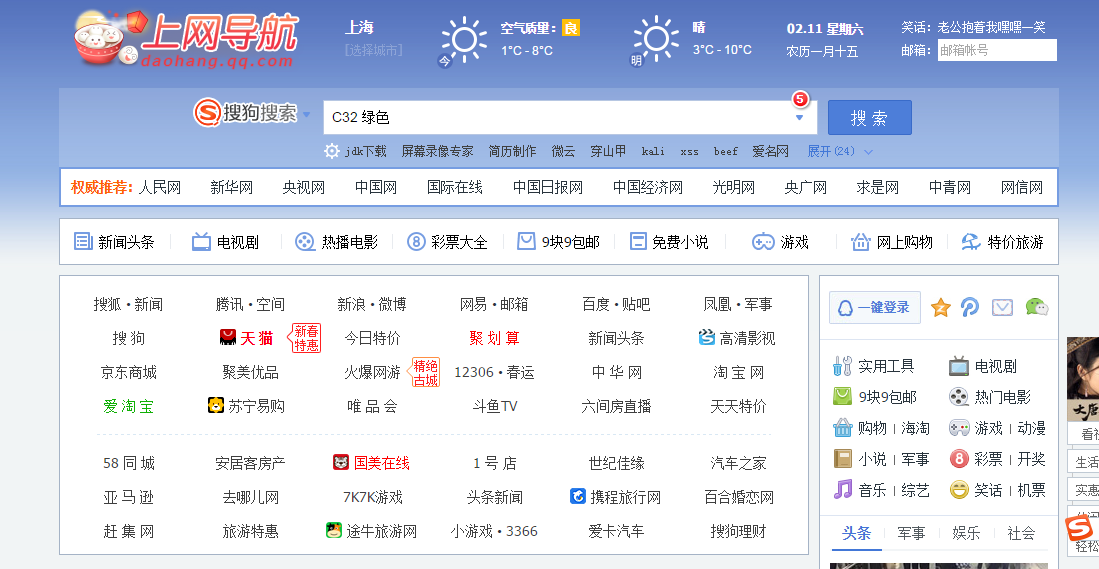 上网导航
daohang.qq.com
上海
[选择城市]
今
空气质量： 良
1°C - 8°C
明
晴
3°C - 10°C
02.11 星期六
农历一月十五
笑话：老公抱着我嘿嘿一笑
邮箱：邮箱帐号
S 搜狗搜索
C32 绿色
5
搜 索
jdk下载 屏幕录像专家 简历制作 微云 穿山甲 kali xss beef 爱名网 展开(24)
权威推荐： 人民网 新华网 央视网 中国网 国际在线 中国日报网 中国经济网 光明网 央广网 求是网 中青网 网信网
新闻头条 电视剧 热播电影 彩票大全 9块9包邮 免费小说 游戏 网上购物 特价旅游
搜狐 • 新闻 腾讯 • 空间 新浪 • 微博 网易 • 邮箱 百度 • 贴吧 凤凰 • 军事
搜 狗 天 猫 新春特惠 今日特价 聚 划 算 新闻头条 高清影视
京东商城 聚美优品 火爆网游 精绝古城 12306 • 春运 中 华 网 淘 宝 网
爱 淘 宝 苏宁易购 唯 品 会 斗鱼TV 六间房直播 天天特价
58 同 城 安居客房产 国美在线 1 号 店 世纪佳缘 汽车之家
亚 马 逊 去哪儿网 7K7K游戏 头条新闻 携程旅行网 百合婚恋网
赶 集 网 旅游特惠 途牛旅游网 小游戏 • 3366 爱卡汽车 搜狗理财
一键登录
实用工具 电视剧
9块9包邮 热门电影
购物 | 海淘 游戏 | 动漫
小说 | 军事 彩票 | 开奖
音乐 | 综艺 笑话 | 机票
头条 军事 娱乐 社会
大唐
看
生活
实惠
S
轻松